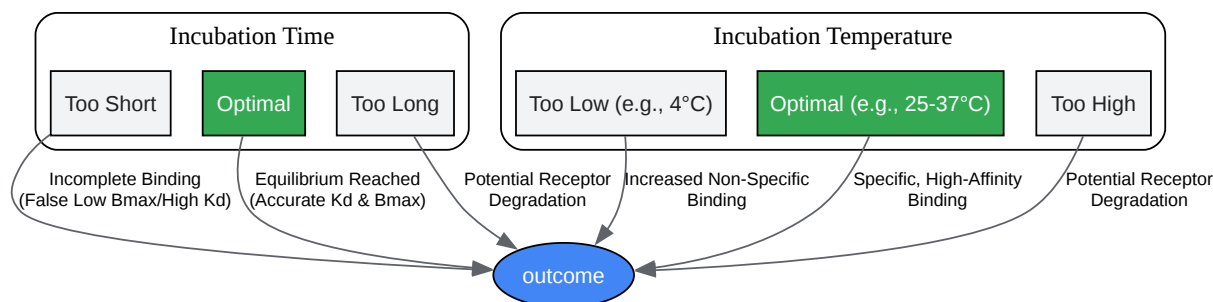 Incubation Time
Incubation Temperature
Too Short
Optimal
Too Long
Too Low (e.g., 4°C)
Optimal (e.g., 25-37°C)
Too High
Incomplete Binding
(False Low Bmax/High Kd)
Equilibrium Reached
(Accurate Kd & Bmax)
Potential Receptor
Degradation
Increased Non-Specific
Binding
Specific, High-Affinity
Binding
Potential Receptor
Degradation
outcome